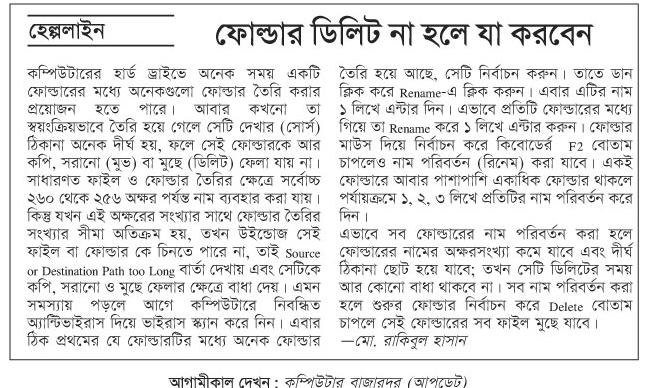 হেল্পলাইন
ফোল্ডার ডিলিট না হলে যা করবেন
কম্পিউটারের হার্ড ড্রাইভে অনেক সময় একটি
ফোল্ডারের মধ্যে অনেকগুলো ফোল্ডার তৈরি করার
প্রয়োজন হতে পারে। আবার কখনো তা
স্বয়ংক্রিয়ভাবে তৈরি হয়ে গেলে সেটি দেখার (সোর্স)
ঠিকানা অনেক দীর্ঘ হয়, ফলে সেই ফোল্ডারকে আর
কপি, সরানো (মুভ) বা মুছে (ডিলিট) ফেলা যায় না।
সাধারণত ফাইল ও ফোল্ডার তৈরির ক্ষেত্রে সর্বোচ্চ
২৬০ থেকে ২৫৬ অক্ষর পর্যন্ত নাম ব্যবহার করা যায়।
কিন্তু যখন এই অক্ষরের সংখ্যার সাথে ফোল্ডার তৈরির
সংখ্যার সীমা অতিক্রম হয়, তখন উইন্ডোজ সেই
ফাইল বা ফোল্ডার কে চিনতে পারে না, তাই Source
or Destination Path too Long বার্তা দেখায় এবং সেটিকে
কপি, সরানো ও মুছে ফেলার ক্ষেত্রে বাধা দেয়। এমন
সমস্যায় পড়লে আগে কম্পিউটারে নিবন্ধিত
অ্যান্টিভাইরাস দিয়ে ভাইরাস স্ক্যান করে নিন। এবার
ঠিক প্রথমের যে ফোল্ডারটির মধ্যে অনেক ফোল্ডার
তৈরি হয়ে আছে, সেটি নির্বাচন করুন। তাতে ডান
ক্লিক করে Rename-এ ক্লিক করুন। এবার এটির নাম
১ লিখে এন্টার দিন। এভাবে প্রতিটি ফোল্ডারের মধ্যে
গিয়ে তা Rename করে ১ লিখে এন্টার করুন। ফোল্ডার
মাউস দিয়ে নির্বাচন করে কিবোর্ডের F2 বোতাম
চাপলেও নাম পরিবর্তন (রিনেম) করা যাবে। একই
ফোল্ডারে আবার পাশাপাশি একাধিক ফোল্ডার থাকলে
পর্যায়ক্রমে ১, ২, ৩ লিখে প্রতিটির নাম পরিবর্তন করে
দিন।
এভাবে সব ফোল্ডারের নাম পরিবর্তন করা হলে
ফোল্ডারের নামের অক্ষরসংখ্যা কমে যাবে এবং দীর্ঘ
ঠিকানা ছোট হয়ে যাবে; তখন সেটি ডিলিটের সময়
আর কোনো বাধা থাকবে না। সব নাম পরিবর্তন করা
হলে শুরুর ফোল্ডার নির্বাচন করে Delete বোতাম
চাপলে সেই ফোল্ডারের সব ফাইল মুছে যাবে।
—মো. রাকিবুল হাসান
আগামীকাল দেখুন : কম্পিউটার বাজারদর (আপডেট)